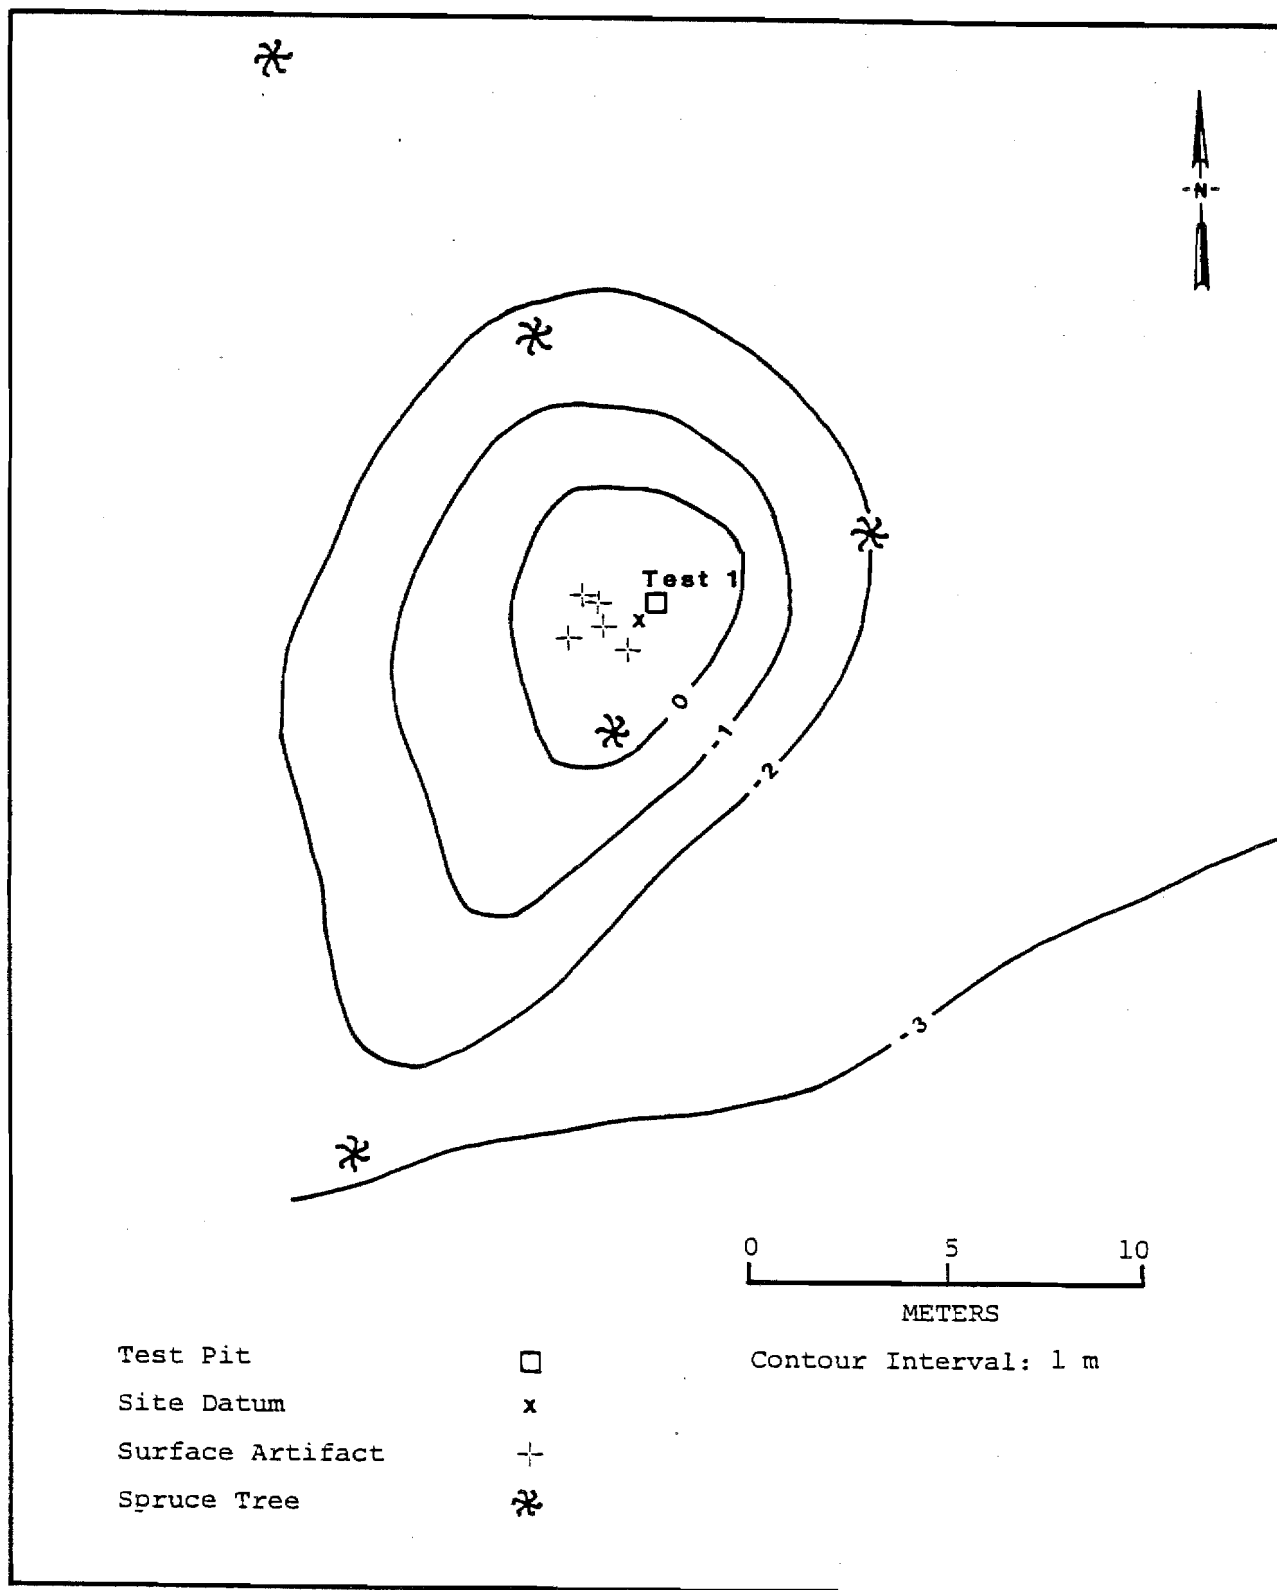 -N-
Test 1
0
-1
-2
-3
0 5 10
METERS
Contour Interval: 1 m
Test Pit
Site Datum
Surface Artifact
Spruce Tree